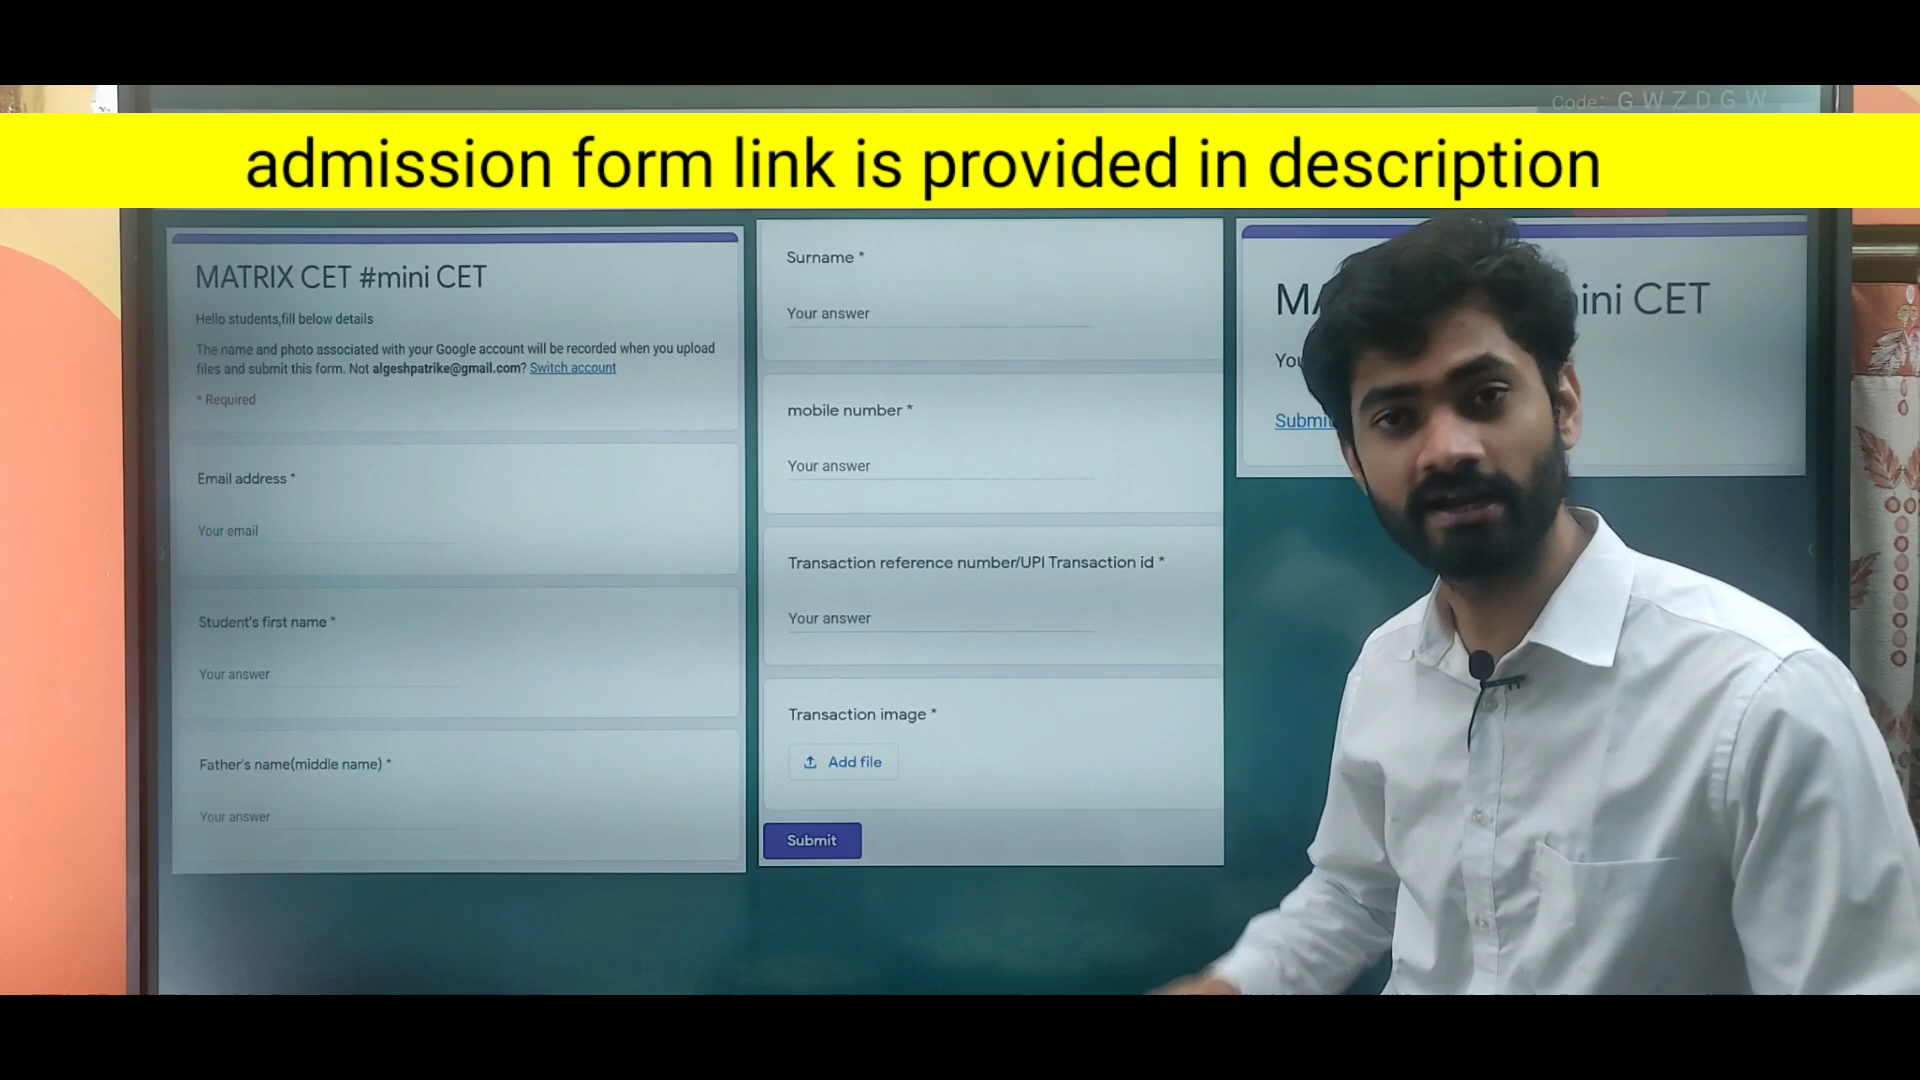 Code: GWZDGW
admission form link is provided in description
MATRIX CET #mini CET
Hello students,fill below details
The name and photo associated with your Google account will be recorded when you upload
files and submit this form. Not algeshpatrike@gmail.com? Switch account
* Required
Email address *
Your email
Student's first name *
Your answer
Father's name(middle name) *
Your answer
Surname *
Your answer
mobile number *
Your answer
Transaction reference number/UPI Transaction id *
Your answer
Transaction image *
Add file
Submit
CET